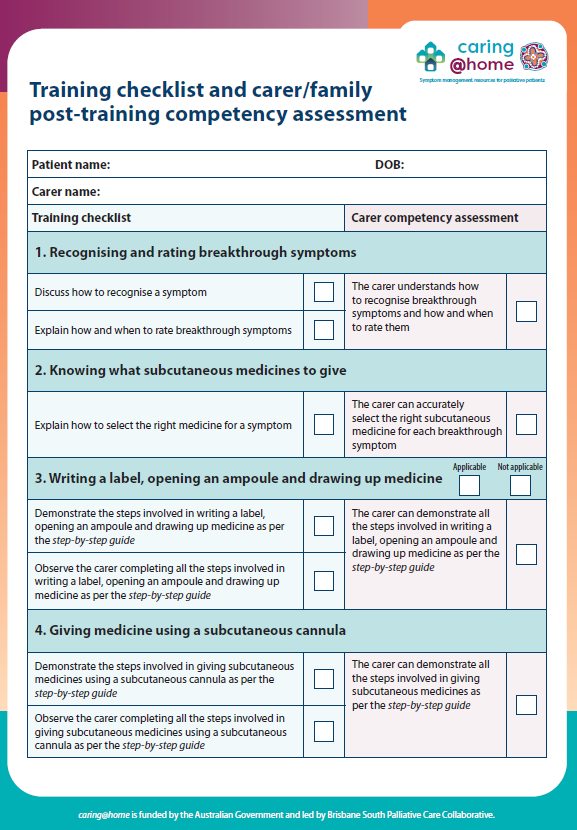 caring
@home
Symptom management resources for palliative patients
Training checklist and carer/family
post-training competency assessment
Patient name:
DOB:
Carer name:
Training checklist
Carer competency assessment
1. Recognising and rating breakthrough symptoms
Discuss how to recognise a symptom
Explain how and when to rate breakthrough symptoms
The carer understands how
to recognise breakthrough
symptoms and how and when
to rate them
2. Knowing what subcutaneous medicines to give
Explain how to select the right medicine for a symptom
The carer can accurately
select the right subcutaneous
medicine for each breakthrough
symptom
3. Writing a label, opening an ampoule and drawing up medicine
Applicable
Not applicable
Demonstrate the steps involved in writing a label,
opening an ampoule and drawing up medicine as per
the step-by-step guide
Observe the carer completing all the steps involved in
writing a label, opening an ampoule and drawing up
medicine as per the step-by-step guide
The carer can demonstrate all
the steps involved in writing a
label, opening an ampoule and
drawing up medicine as per the
step-by-step guide
4. Giving medicine using a subcutaneous cannula
Demonstrate the steps involved in giving subcutaneous
medicines using a subcutaneous cannula as per the
step-by-step guide
Observe the carer completing all the steps involved in
giving subcutaneous medicines using a subcutaneous
cannula as per the step-by-step guide
The carer can demonstrate all
the steps involved in giving
subcutaneous medicines as
per the step-by-step guide
caring@home is funded by the Australian Government and led by Brisbane South Palliative Care Collaborative.